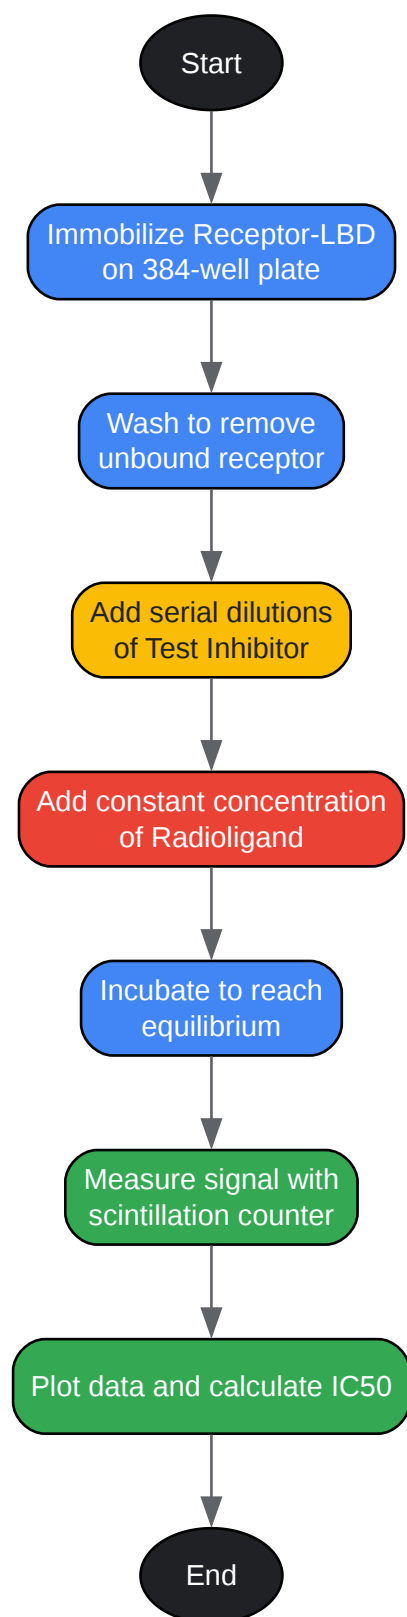 Start
Immobilize Receptor-LBD
on 384-well plate
Wash to remove
unbound receptor
Add serial dilutions
of Test Inhibitor
Add constant concentration
of Radioligand
Incubate to reach
equilibrium
Measure signal with
scintillation counter
Plot data and calculate IC50
End